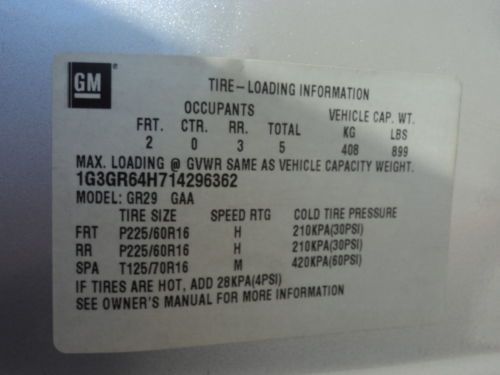 GM
TIRE-LOADING INFORMATION
OCCUPANTS VEHICLE CAP. WT.
FRT. CTR. RR. TOTAL KG LBS
2 0 3 5 408 899
MAX. LOADING @ GVWR SAME AS VEHICLE CAPACITY WEIGHT.
1G3GR64H714296362
MODEL: GR29 GAA
TIRE SIZE SPEED RTG COLD TIRE PRESSURE
FRT P225/60R16 H 210KPA(30PSI)
RR P225/60R16 H 210KPA(30PSI)
SPA T125/70R16 M 420KPA(60PSI)
IF TIRES ARE HOT, ADD 28KPA(4PSI)
SEE OWNER'S MANUAL FOR MORE INFORMATION